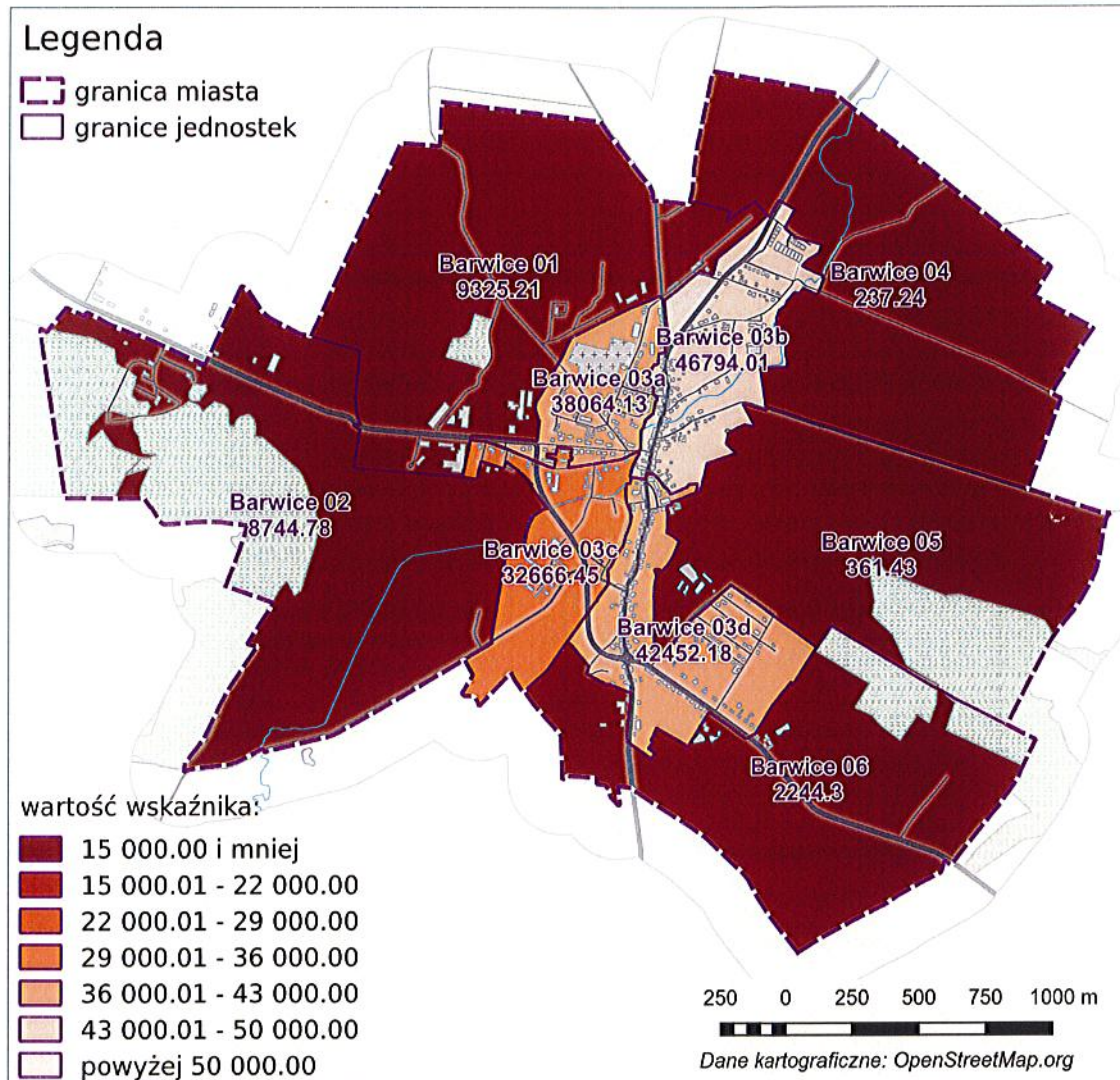 Legenda
granica miasta
granice jednostek
Barwice 01
9325.21
Barwice 04
237.24
Barwice 03b
46794.01
Barwice 03a
38064.13
Barwice 02
8744.78
Barwice 05
361.43
Barwice 03c
32666.45
Barwice 03d
42452.18
Barwice 06
2244.3
wartość wskaźnika:
15 000.00 i mniej
15 000.01 - 22 000.00
22 000.01 - 29 000.00
29 000.01 - 36 000.00
36 000.01 - 43 000.00
43 000.01 - 50 000.00
powyżej 50 000.00
250 0 250 500 750 1000 m
Dane kartograficzne: OpenStreetMap.org